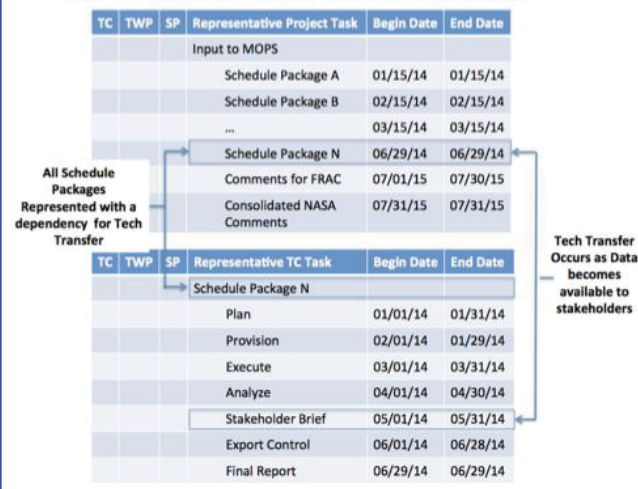 TC TWP SP Representative Project Task Begin Date End Date
Input to MOPS
Schedule Package A 01/15/14 01/15/14
Schedule Package B 02/15/14 02/15/14
... 03/15/14 03/15/14
Schedule Package N 06/29/14 06/29/14
Comments for FRAC 07/01/15 07/30/15
Consolidated NASA 07/31/15 07/31/15
Comments
All Schedule
Packages
Represented with a
dependency for Tech
Transfer
TC TWP SP Representative TC Task Begin Date End Date
Schedule Package N
Plan 01/01/14 01/31/14
Provision 02/01/14 01/29/14
Execute 03/01/14 03/31/14
Analyze 04/01/14 04/30/14
Stakeholder Brief 05/01/14 05/31/14
Export Control 06/01/14 06/28/14
Final Report 06/29/14 06/29/14
Tech Transfer
Occurs as Data
becomes
available to
stakeholders